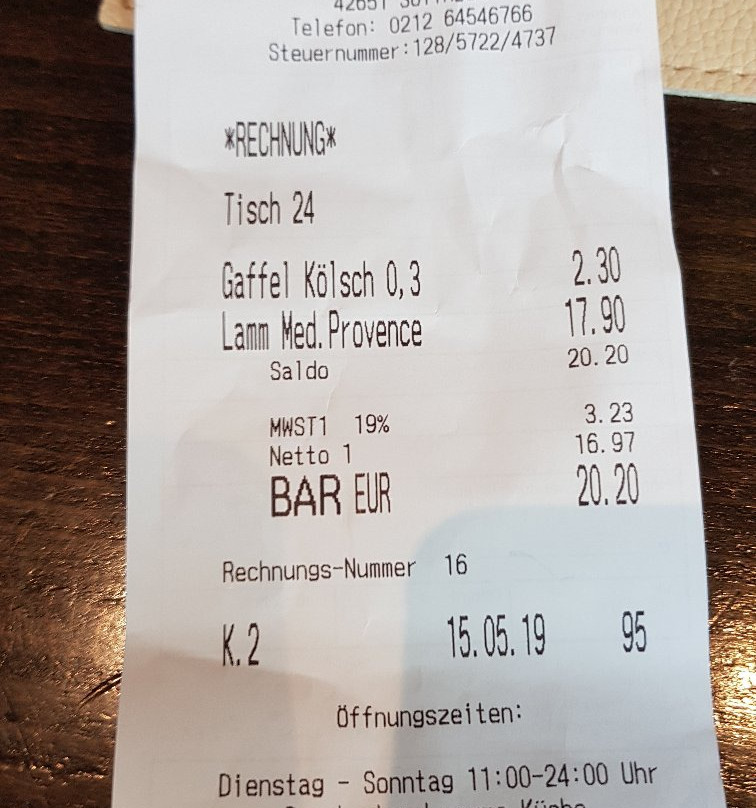 42651
Telefon: 0212 64546766
Steuernummer:128/5722/4737
*RECHNUNG*
Tisch 24
Gaffel Kölsch 0,3 2.30
Lamm Med.Provence 17.90
Saldo 20.20
MWST1 19% 3.23
Netto 1 16.97
BAR EUR 20.20
Rechnungs-Nummer 16
K.2 15.05.19 95
Öffnungszeiten:
Dienstag - Sonntag 11:00-24:00 Uhr
Küche